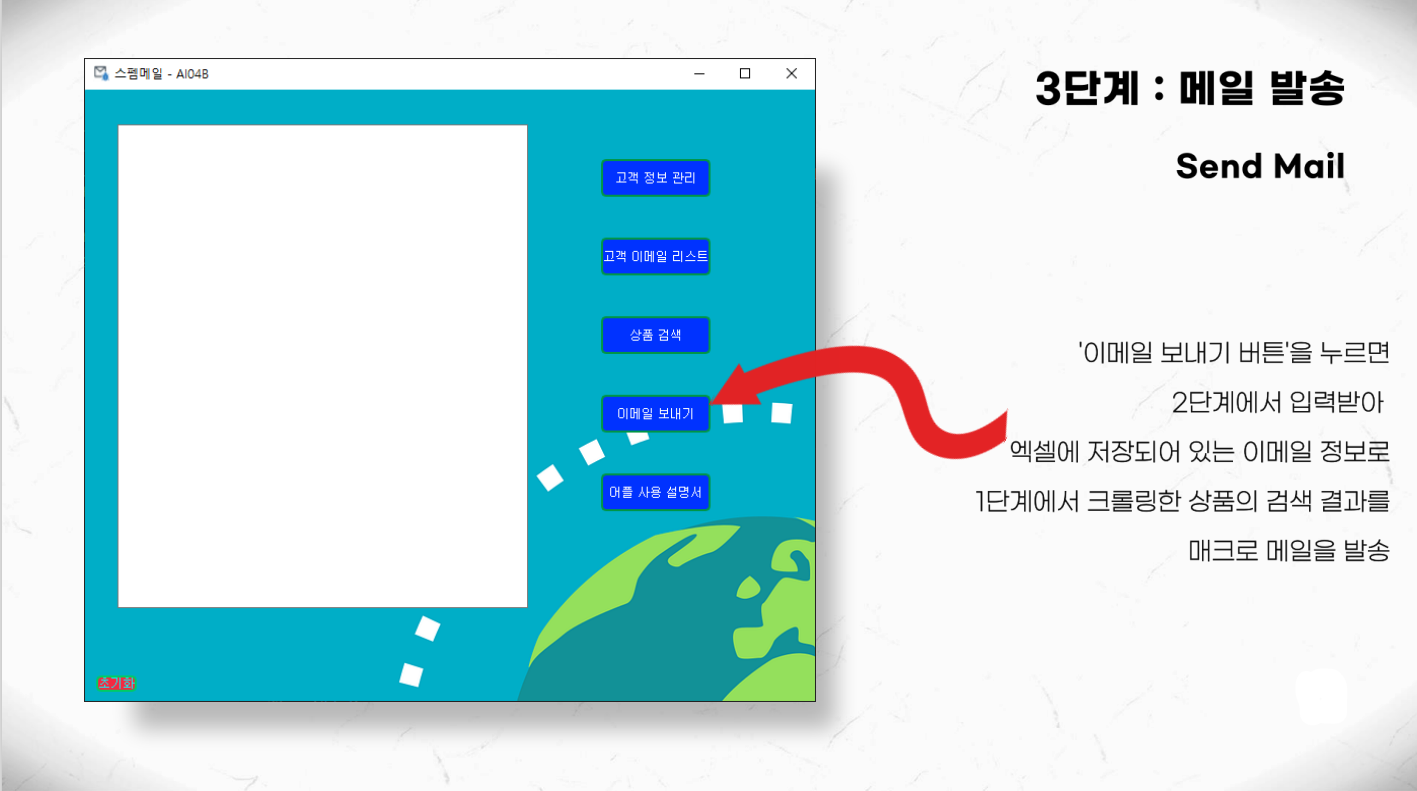 스펨메일 - AI04B
고객 정보 관리
고객 이메일 리스트
상품 검색
이메일 보내기
어플 사용 설명서
초기화
3단계 : 메일 발송
Send Mail
'이메일 보내기 버튼'을 누르면
2단계에서 입력받아
엑셀에 저장되어 있는 이메일 정보로
1단계에서 크롤링한 상품의 검색 결과를
매크로 메일을 발송